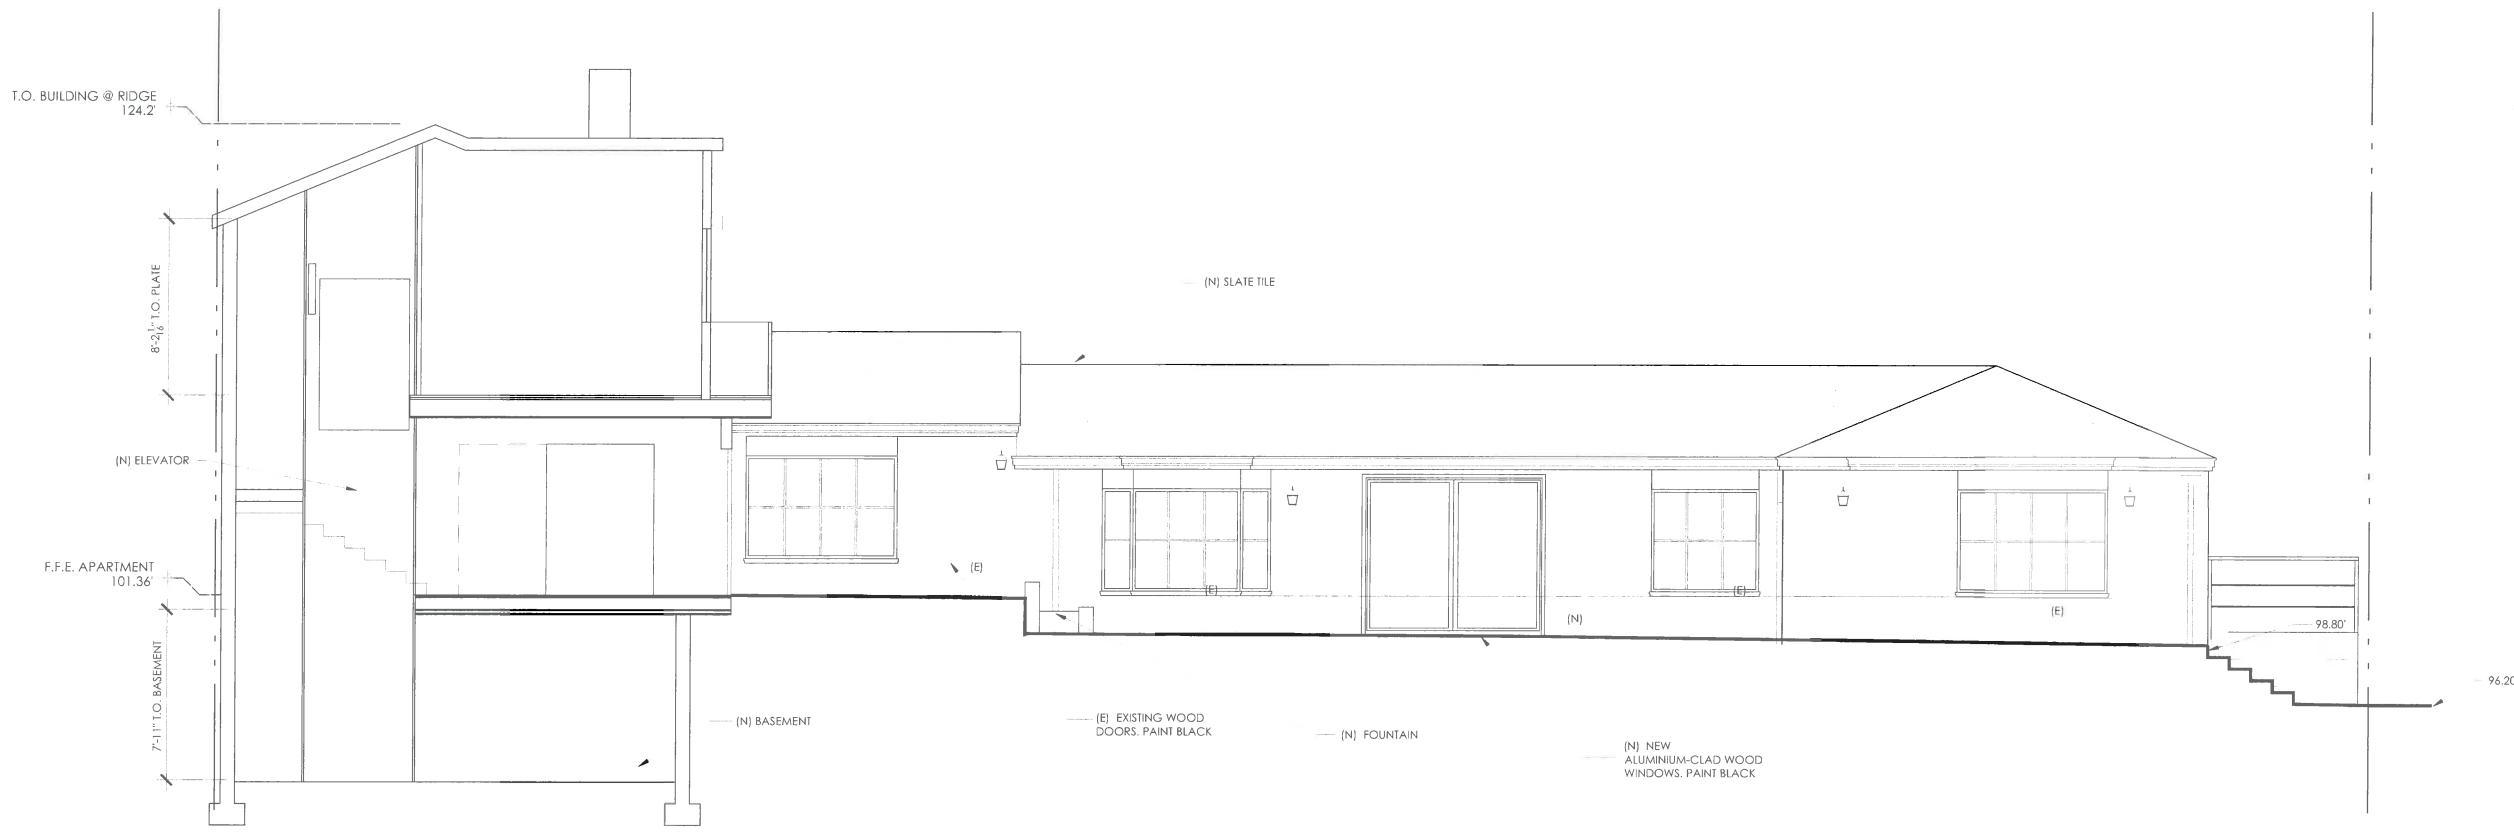 T.O. BUILDING @ RIDGE
124.2'
8'-2 1/16" T.O. PLATE
(N) SLATE TILE
(N) ELEVATOR
F.F.E. APARTMENT
101.36'
(E)
(E)
(E)
(E)
(N)
98.80'
7'-11" T.O. BASEMENT
96.20
(N) BASEMENT
(E) EXISTING WOOD
DOORS. PAINT BLACK
(N) FOUNTAIN
(N) NEW
ALUMINIUM-CLAD WOOD
WINDOWS. PAINT BLACK